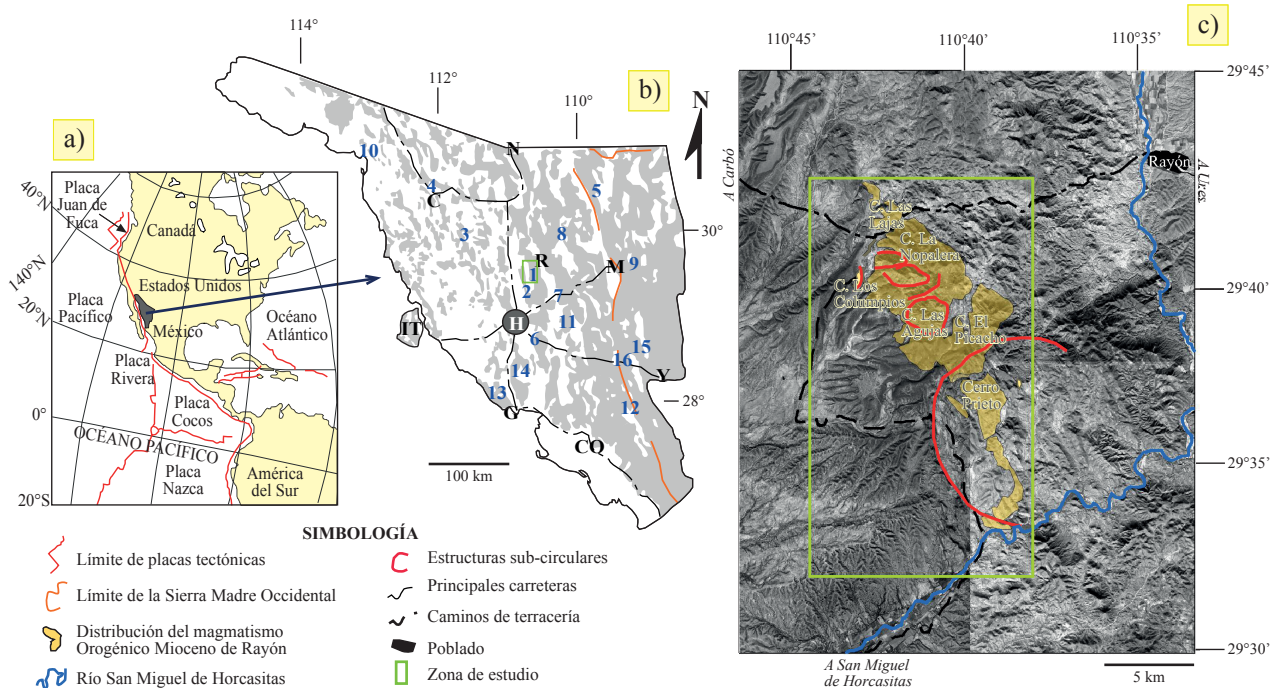 a)
40°N
140°N
20°N
0°
20°S
Placa
Juan de
Fuca
Canadá
Estados Unidos
Placa
Pacífico
México
Océano
Atlántico
Placa
Rivera
Placa
Cocos
OCÉANO PACÍFICO
Placa
Nazca
América
del Sur
b)
114°
112°
110°
30°
28°
N
N
10
4
C
5
3
8
R
1
2
M
9
7
H
11
IT
6
15
16
14
Y
13
G
12
CO
100 km
c)
110°45'
110°40'
110°35'
29°45'
29°40'
29°35'
29°30'
A Carbó
A Ures
Rayón
C. Las
Lajas
C. La
Nopalera
C. Los
Columpios
C. Las
Agujas
C. El
Picacho
Cerro
Prieto
A San Miguel
de Horcasitas
5 km
SIMBOLOGÍA
Límite de placas tectónicas
Límite de la Sierra Madre Occidental
Distribución del magmatismo
Orogénico Mioceno de Rayón
Río San Miguel de Horcasitas
Estructuras sub-circulares
Principales carreteras
Caminos de terracería
Poblado
Zona de estudio